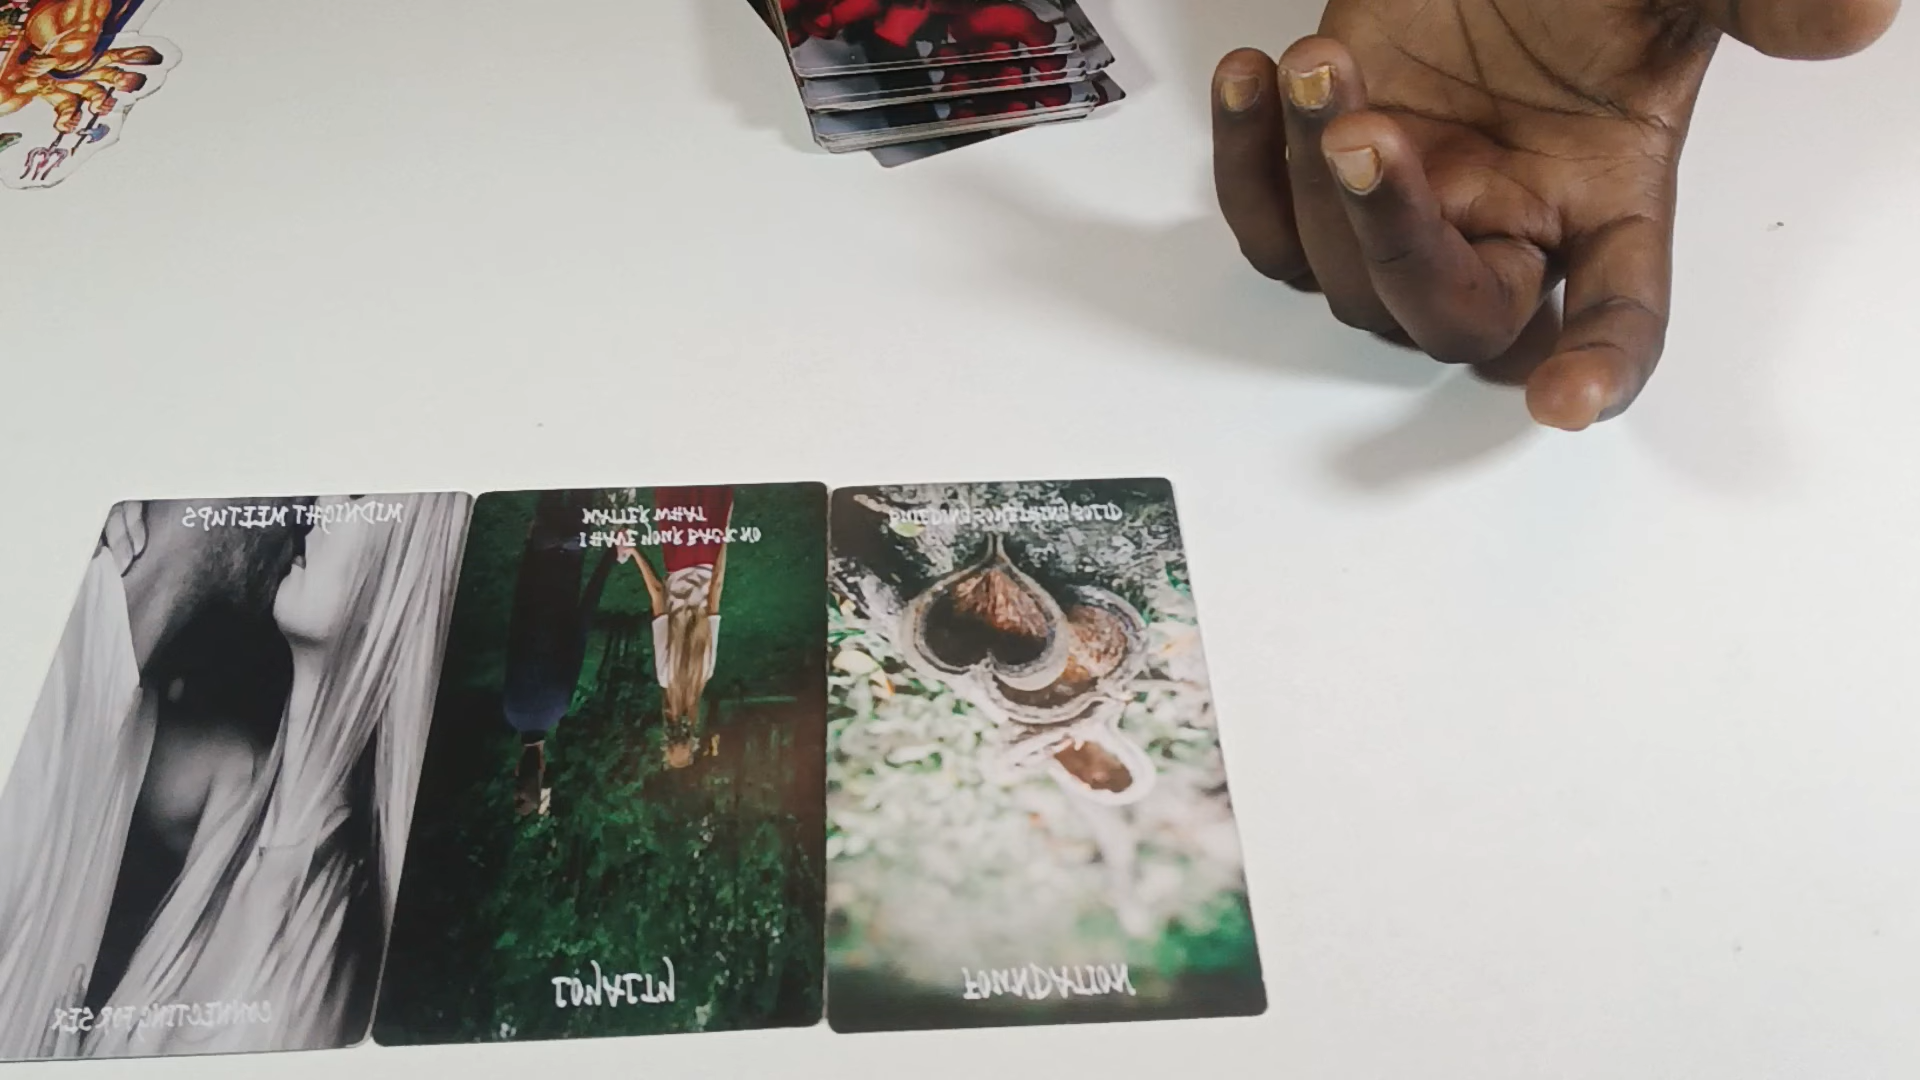 CONNECTING FOR SEX
MIDNIGHT MEETUPS
LOYALTY
I HAVE YOUR BACK NO
MATTER WHAT
FOUNDATION
BUILDING SOMETHING SOLID